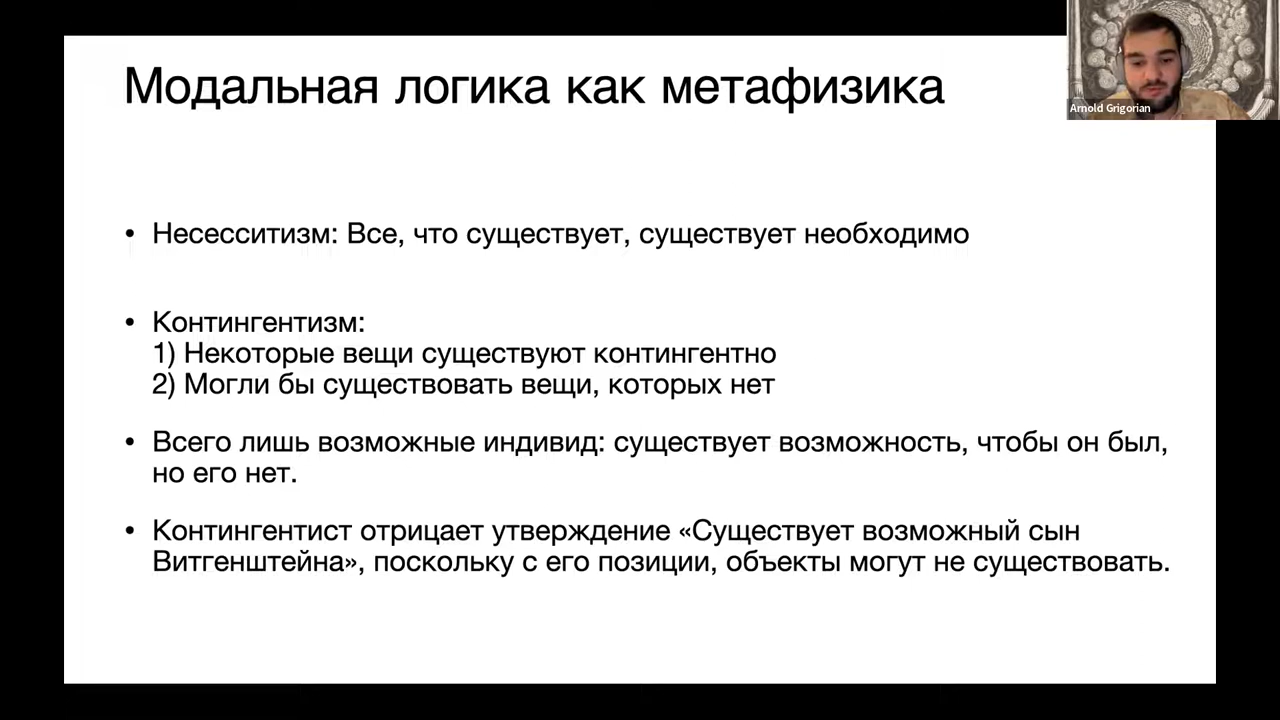 Модальная логика как метафизика
Arnold Grigorian
• Несесситизм: Все, что существует, существует необходимо
• Контингентизм:
1) Некоторые вещи существуют контингентно
2) Могли бы существовать вещи, которых нет
• Всего лишь возможные индивид: существует возможность, чтобы он был,
но его нет.
• Контингентист отрицает утверждение «Существует возможный сын
Витгенштейна», поскольку с его позиции, объекты могут не существовать.